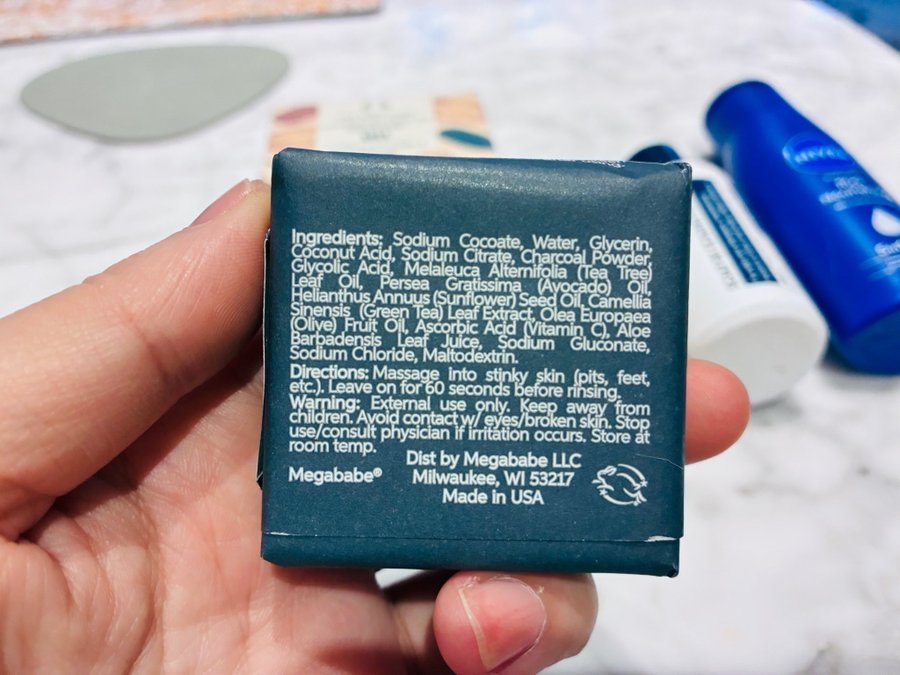 Ingredients: Sodium Cocoate, Water, Glycerin,
Coconut Acid, Sodium Citrate, Charcoal Powder,
Glycolic Acid, Melaleuca Alternifolia (Tea Tree)
Leaf Oil, Persea Gratissima (Avocado) Oil,
Helianthus Annuus (Sunflower) Seed Oil, Camellia
Sinensis (Green Tea) Leaf Extract, Olea Europaea
(Olive) Fruit Oil, Ascorbic Acid (Vitamin C), Aloe
Barbadensis Leaf Juice, Sodium Gluconate,
Sodium Chloride, Maltodextrin.
Directions: Massage into stinky skin (pits, feet,
etc.). Leave on for 60 seconds before rinsing.
Warning: External use only. Keep away from
children. Avoid contact w/ eyes/broken skin. Stop
use/consult physician if irritation occurs. Store at
room temp.
Megababe®
Dist by Megababe LLC
Milwaukee, WI 53217
Made in USA
NIVEA